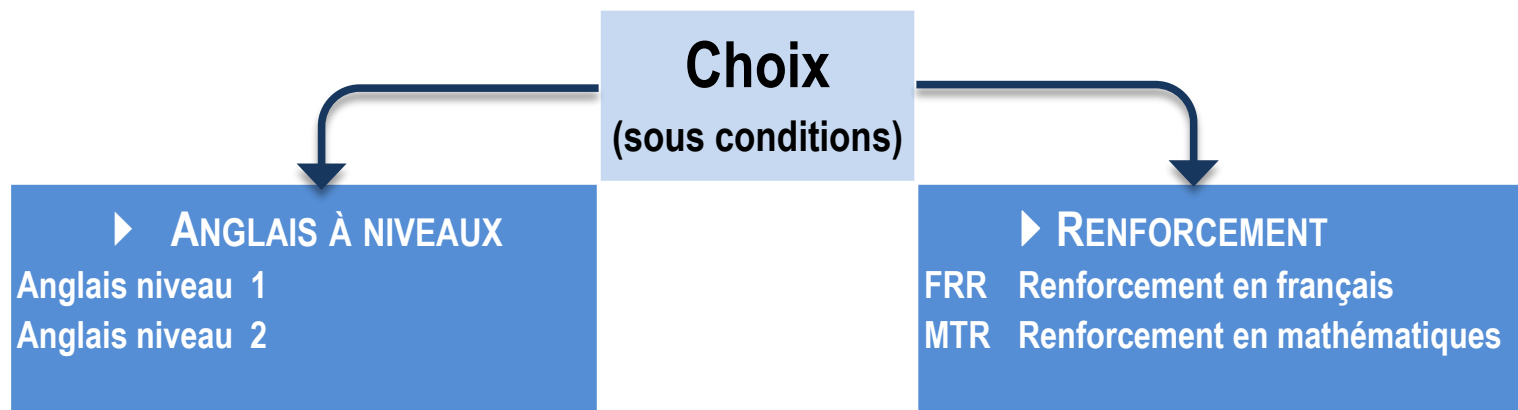 Choix
(sous conditions)
ANGLAIS À NIVEAUX
Anglais niveau 1
Anglais niveau 2
RENFORCEMENT
FRR Renforcement en français
MTR Renforcement en mathématiques